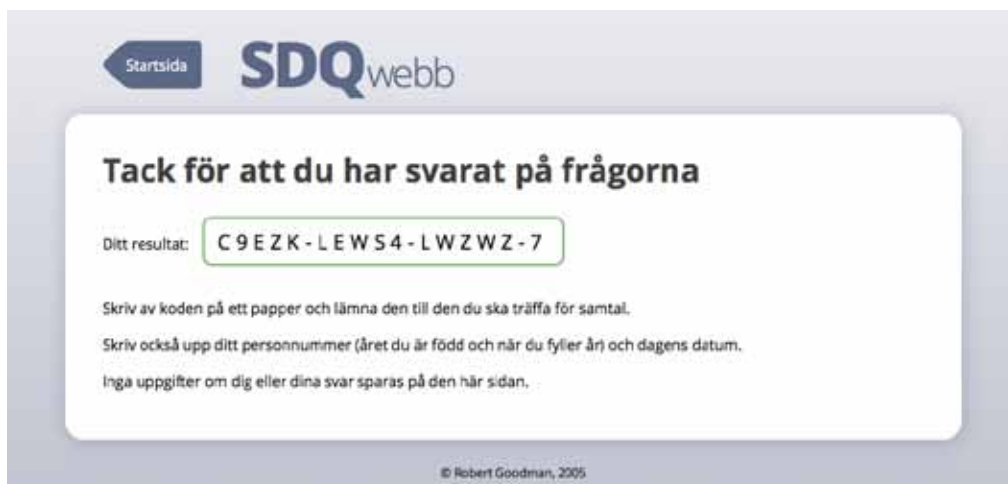 Startsida
SDQwebb
Tack för att du har svarat på frågorna
Ditt resultat: C9EZK-LEWS4-LWZWZ-7
Skriv av koden på ett papper och lämna den till den du ska träffa för samtal.
Skriv också upp ditt personnummer (året du är född och när du fyller år) och dagens datum.
Inga uppgifter om dig eller dina svar sparas på den här sidan.
© Robert Goodman, 2005